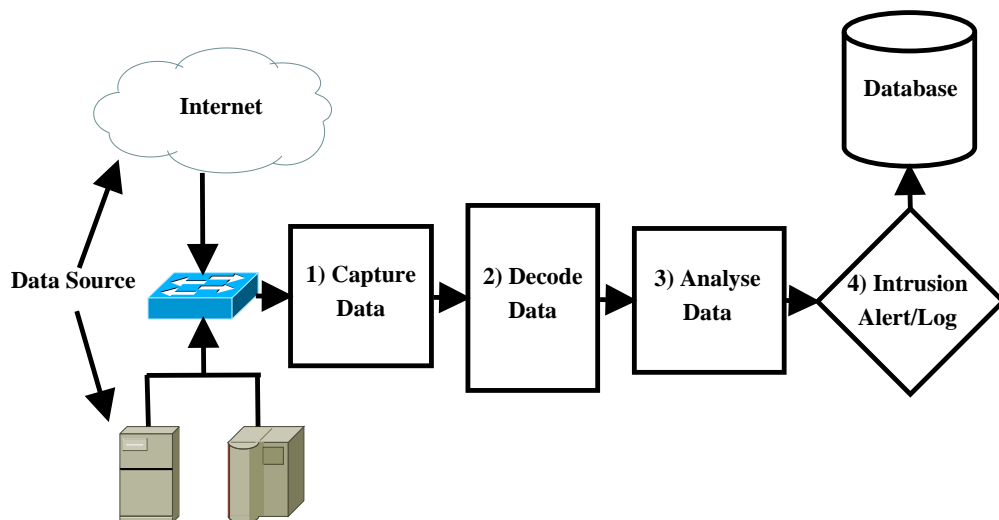 Internet
Database
Data Source
1) Capture
Data
2) Decode
Data
3) Analyse
Data
4) Intrusion
Alert/Log